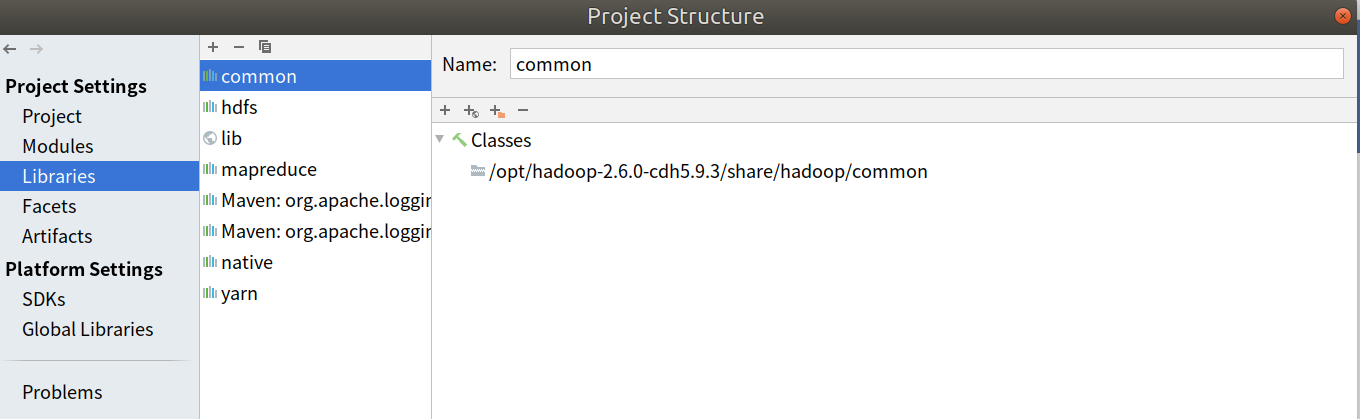 Project Structure
Project Settings
Project
Modules
Libraries
Facets
Artifacts
Platform Settings
SDKs
Global Libraries
Problems
common
hdfs
lib
mapreduce
Maven: org.apache.loggin
Maven: org.apache.loggin
native
yarn
Name: common
Classes
/opt/hadoop-2.6.0-cdh5.9.3/share/hadoop/common